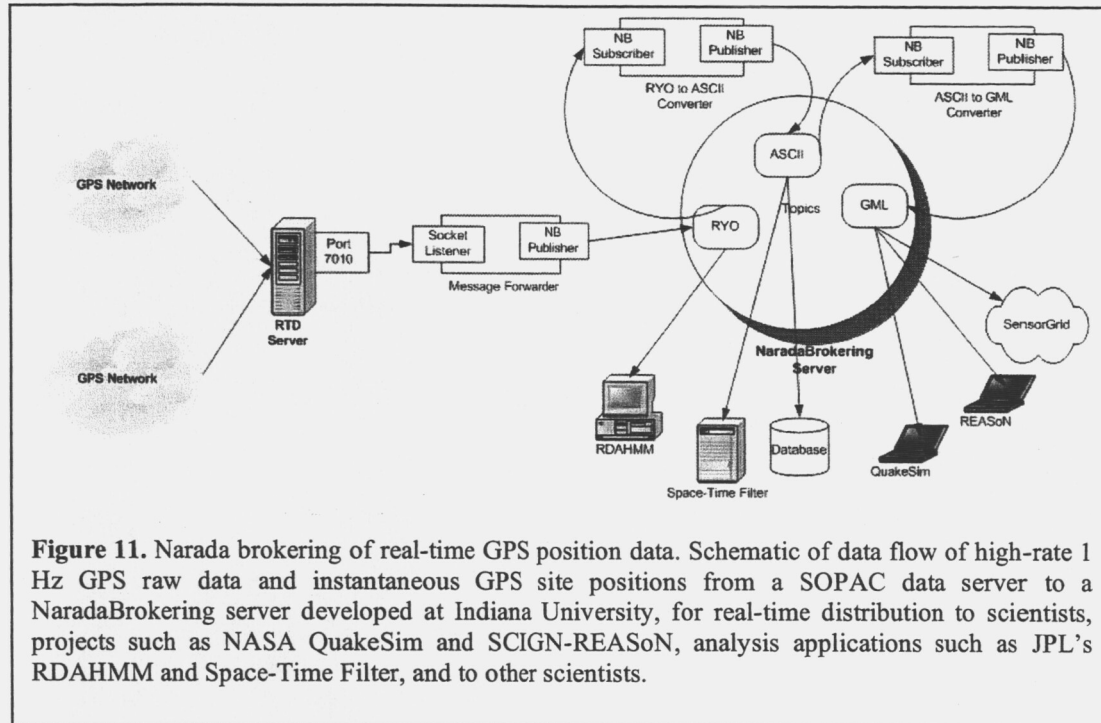 NB
Subscriber
NB
Publisher
RYO to ASCII
Converter
NB
Subscriber
NB
Publisher
ASCII to GML
Converter
GPS Network
GPS Network
RTD
Server
Port
7010
Socket
Listener
NB
Publisher
Message Forwarder
ASCII
Topics
RYO
GML
NaradaBrokering
Server
SensorGrid
REASoN
QuakeSim
RDAHMM
Space-Time Filter
Database
Figure 11. Narada brokering of real-time GPS position data. Schematic of data flow of high-rate 1
Hz GPS raw data and instantaneous GPS site positions from a SOPAC data server to a
NaradaBrokering server developed at Indiana University, for real-time distribution to scientists,
projects such as NASA QuakeSim and SCIGN-REASoN, analysis applications such as JPL's
RDAHMM and Space-Time Filter, and to other scientists.